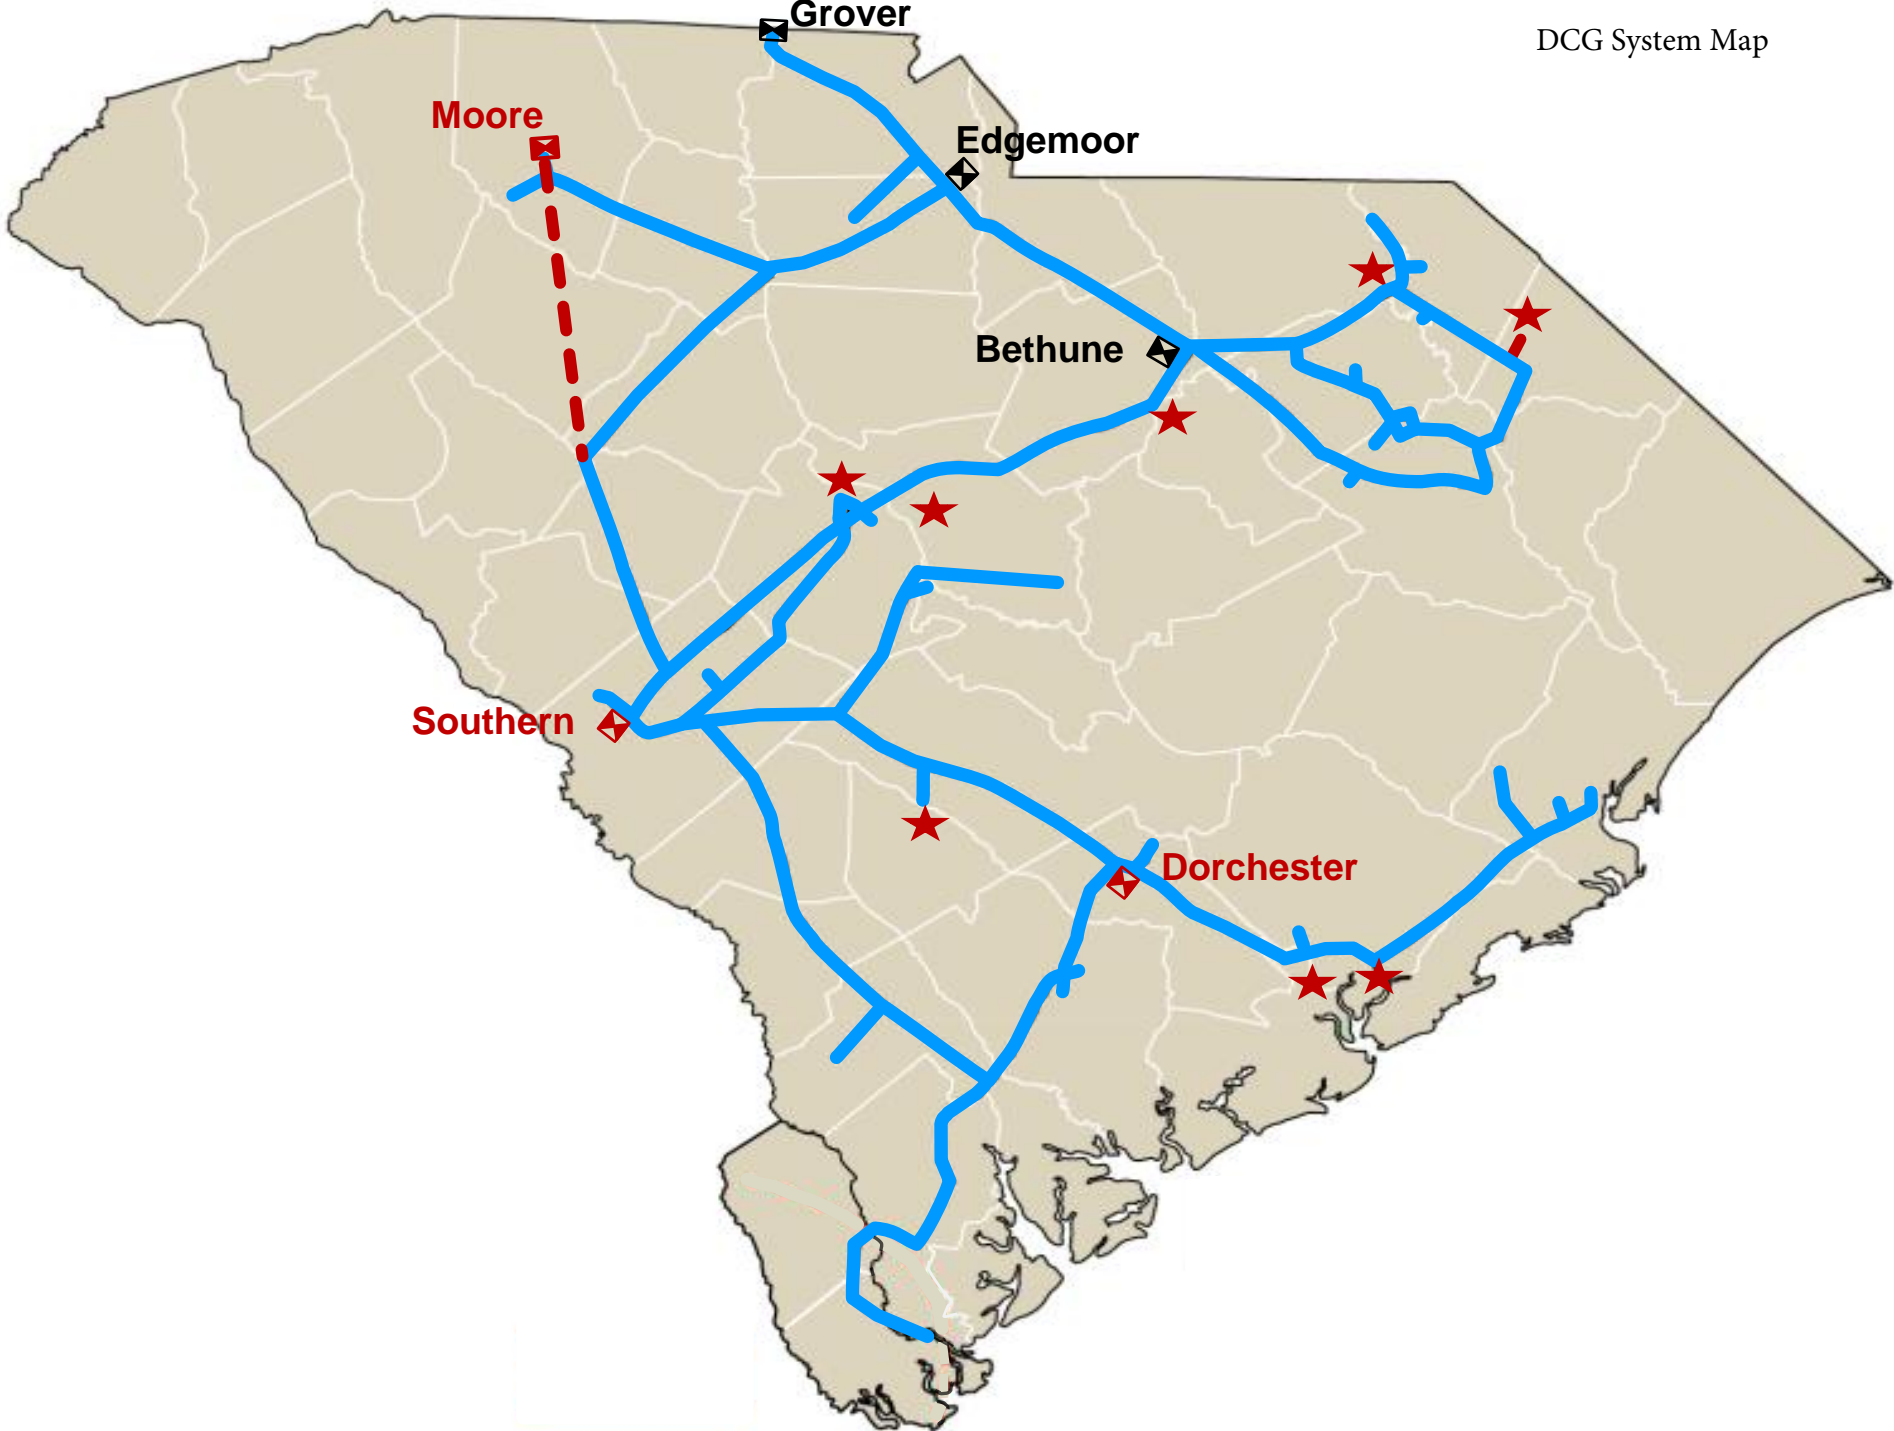 Grover
DCG System Map
Moore
Edgemoor
Bethune
Southern
Dorchester